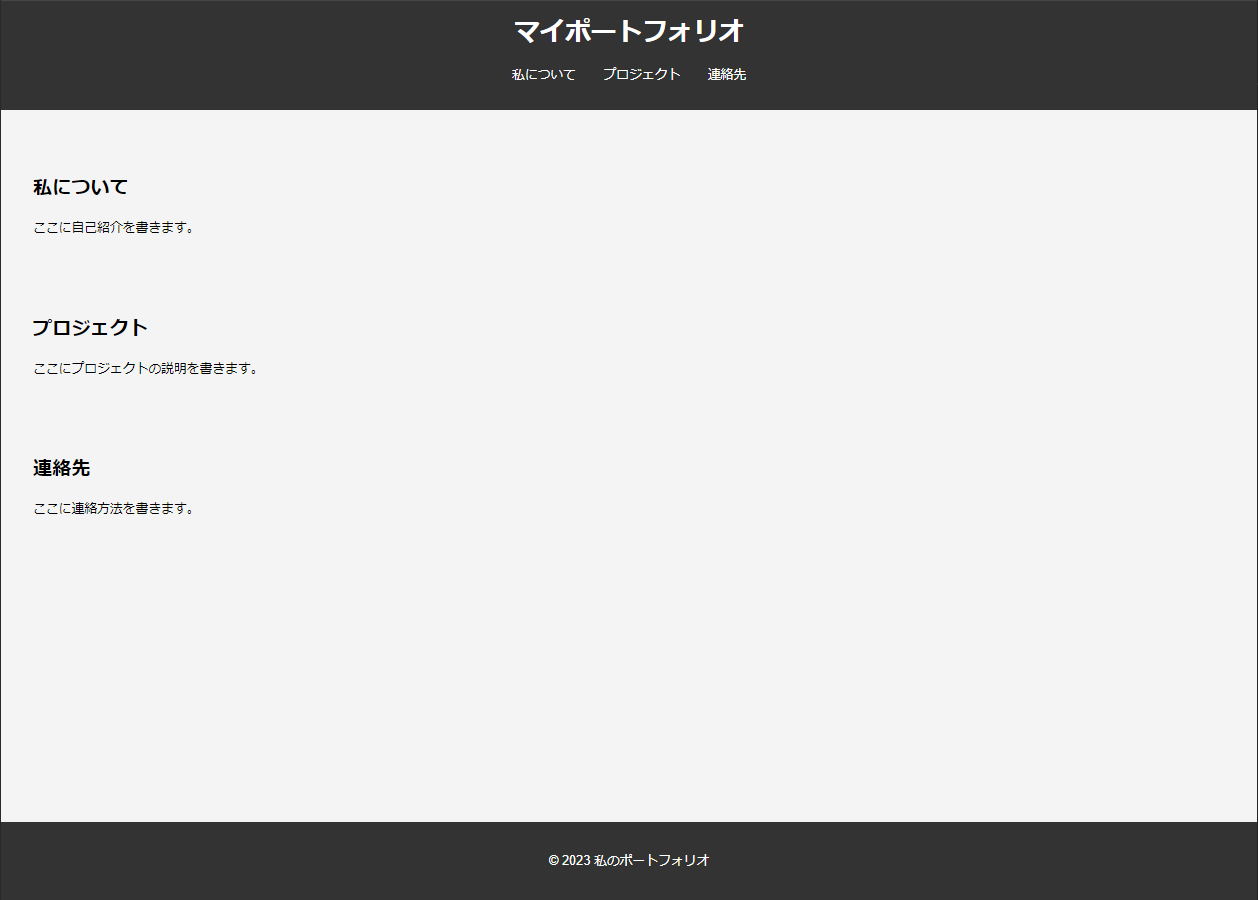 マイポートフォリオ
私について プロジェクト 連絡先
私について
ここに自己紹介を書きます。
プロジェクト
ここにプロジェクトの説明を書きます。
連絡先
ここに連絡方法を書きます。
© 2023 私のポートフォリオ